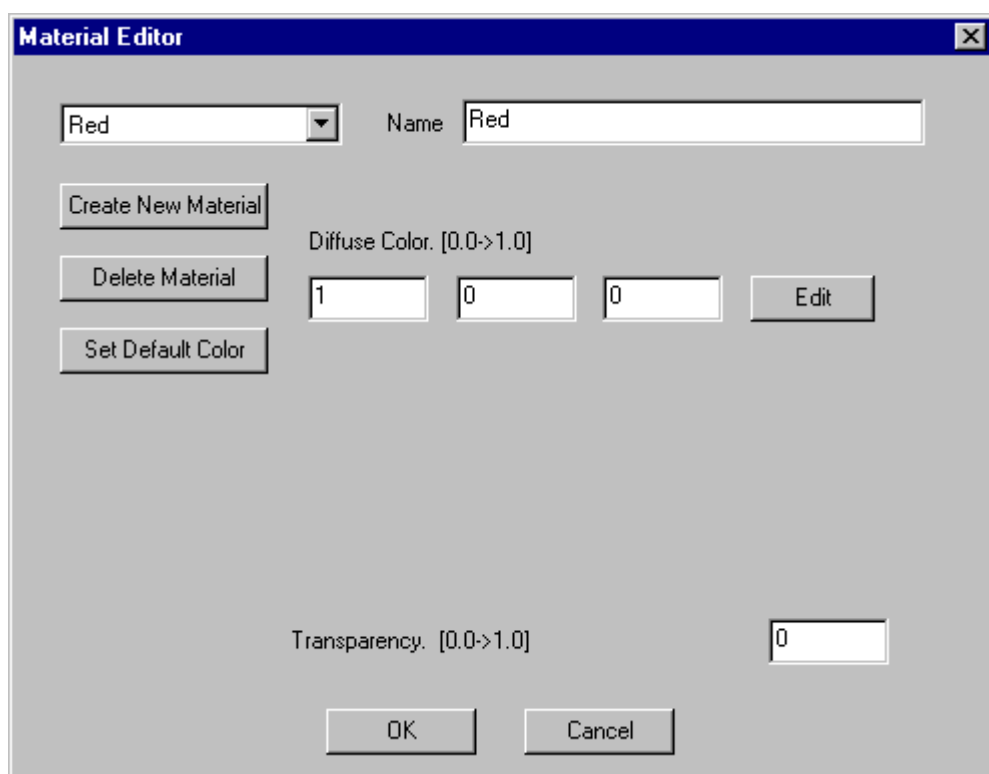 Material Editor
Red
Name
Red
Create New Material
Diffuse Color. [0.0->1.0]
Delete Material
1
0
0
Edit
Set Default Color
Transparency. [0.0->1.0]
0
OK
Cancel